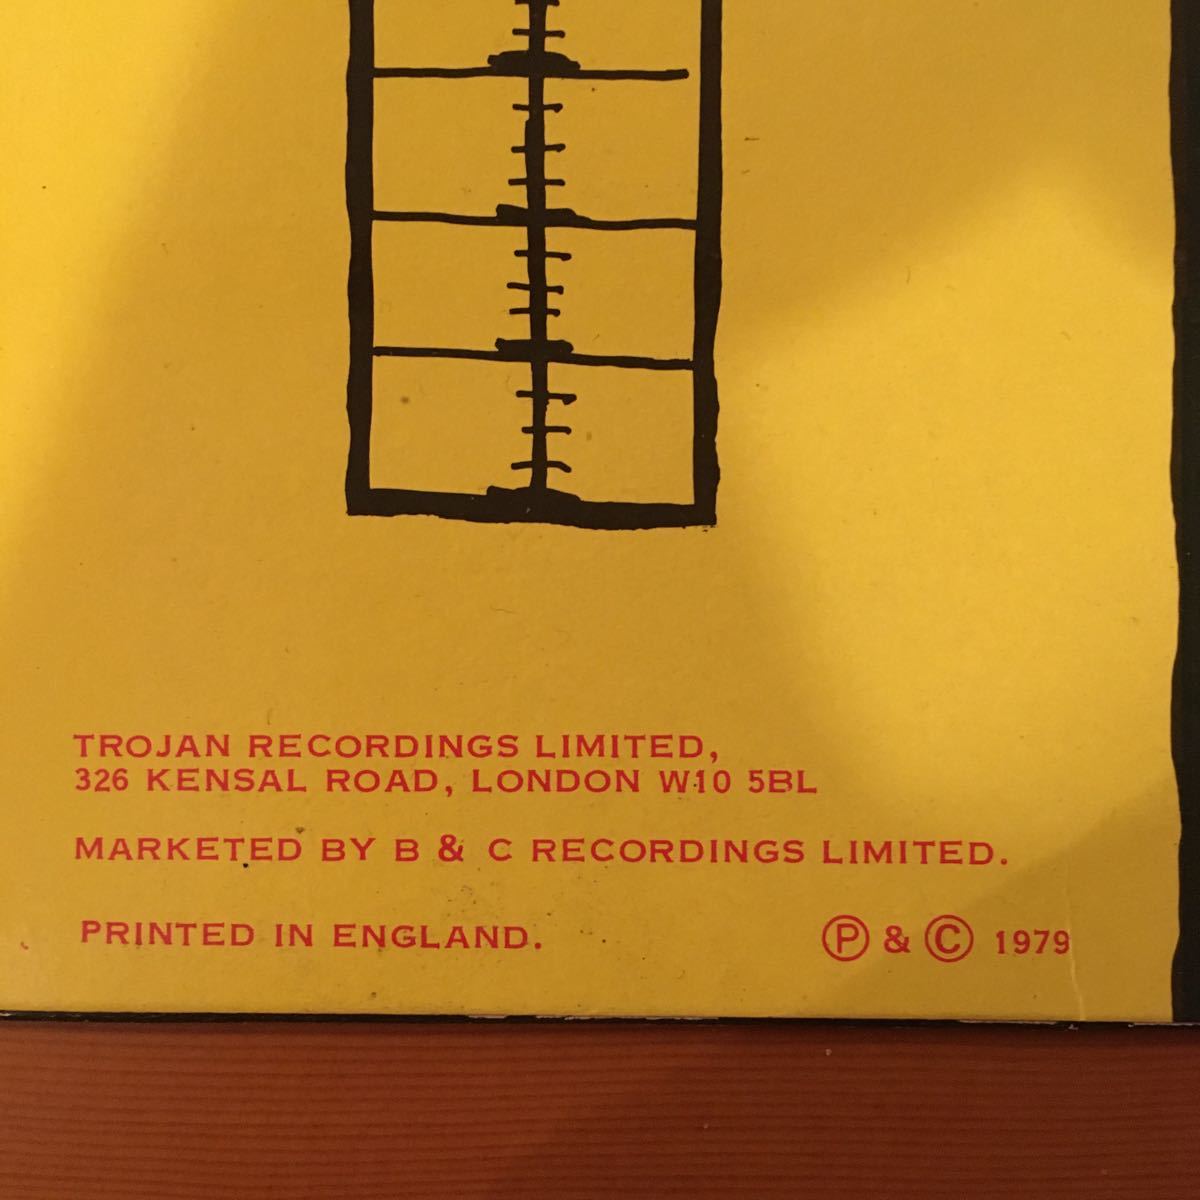 TROJAN RECORDINGS LIMITED,
326 KENSAL ROAD, LONDON W10 5BL
MARKETED BY B & C RECORDINGS LIMITED.
PRINTED IN ENGLAND.
Ⓟ & © 1979